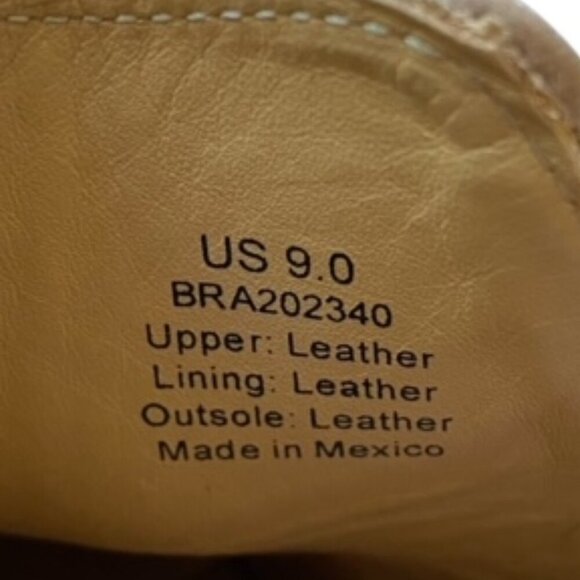 US 9.0
BRA202340
Upper: Leather
Lining: Leather
Outsole: Leather
Made in Mexico